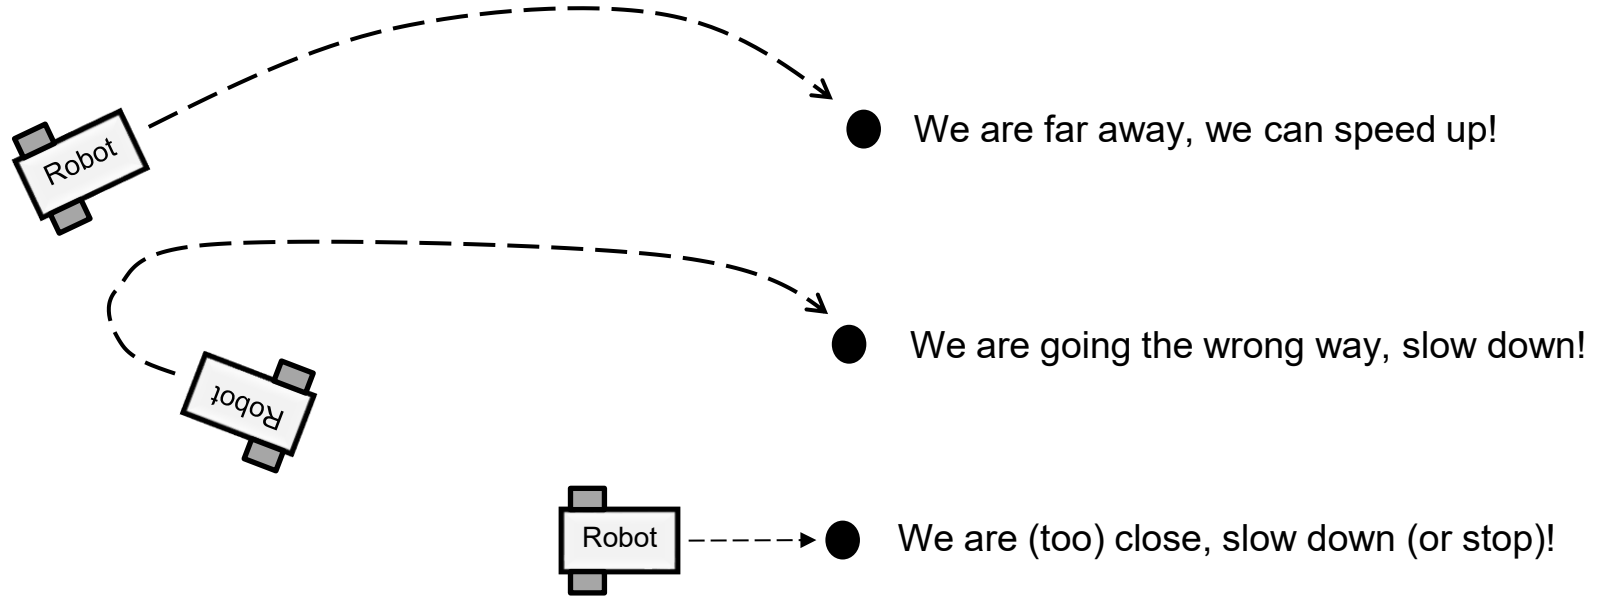 Robot
We are far away, we can speed up!
We are going the wrong way, slow down!
Robot
Robot
We are (too) close, slow down (or stop)!